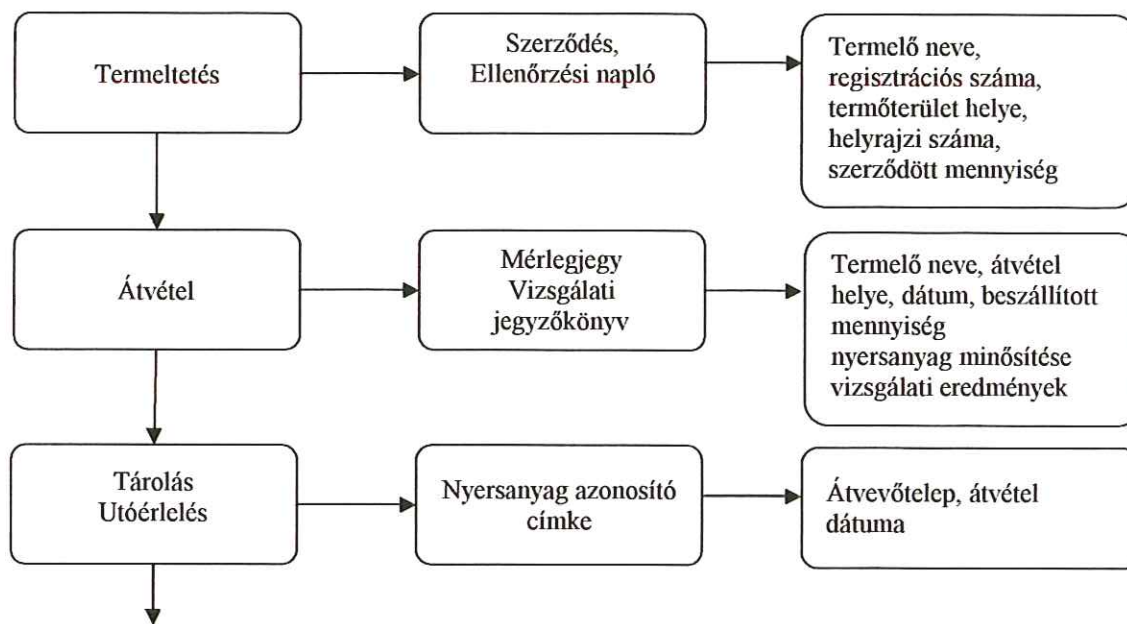 Termeltetés
Szerződés,
Ellenőrzési napló
Termelő neve,
regisztrációs száma,
termőterület helye,
helyrajzi száma,
szerződött mennyiség
Átvétel
Mérlegjegy
Vizsgálati
jegyzőkönyv
Termelő neve, átvétel
helye, dátum, beszállított
mennyiség
nyersanyag minősítése
vizsgálati eredmények
Tárolás
Utóérlelés
Nyersanyag azonosító
címke
Átvevőtelep, átvétel
dátuma